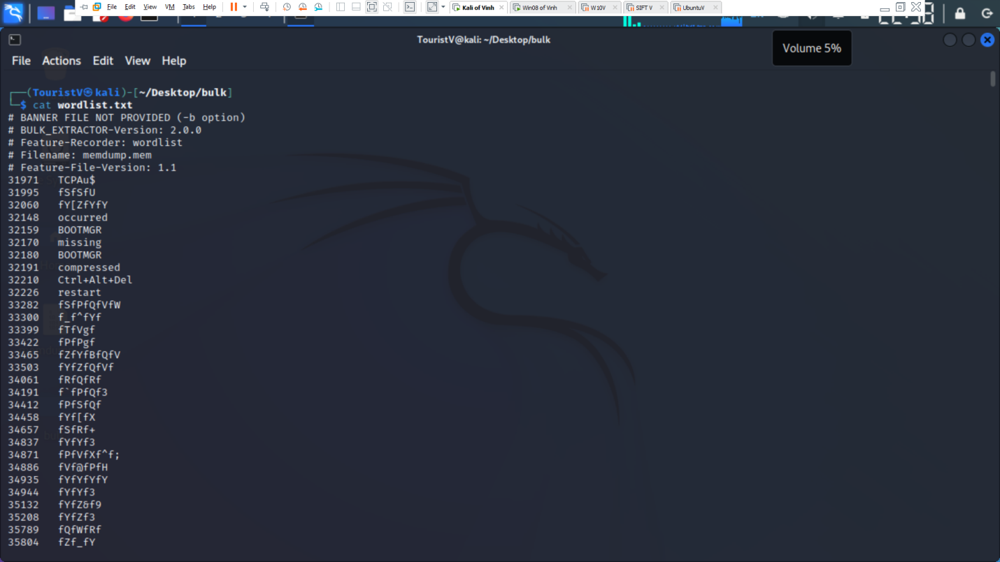 File Edit View VM Tabs Help
Kali of Vinh
Win08 of Vinh
W10V
SIFT V
UbuntuV
TouristV@kali: ~/Desktop/bulk
Volume 5%
File Actions Edit View Help
┌──(TouristV㉿kali)-[~/Desktop/bulk]
└─$ cat wordlist.txt
# BANNER FILE NOT PROVIDED (-b option)
# BULK_EXTRACTOR-Version: 2.0.0
# Feature-Recorder: wordlist
# Filename: memdump.mem
# Feature-File-Version: 1.1
31971 TCPAu$
31995 fSfSfU
32060 fY[ZfYfY
32148 occurred
32159 BOOTMGR
32170 missing
32180 BOOTMGR
32191 compressed
32210 Ctrl+Alt+Del
32226 restart
33282 fSfPfQfVfW
33300 f_f^fYf
33399 fTfVgf
33422 fPfPgf
33465 fZfYfBfQfV
33503 fYfZfQfVf
34061 fRfQfRf
34191 f`fPfQf3
34412 fPfSfQf
34458 fYf[fX
34657 fSfRf+
34837 fYfYf3
34871 fPfVfXf^f;
34886 fVf@fPfH
34935 fYfYfYfY
34944 fYfYf3
35132 fYfZ&f9
35208 fYfZf3
35789 fQfWfRf
35804 fZf_fY